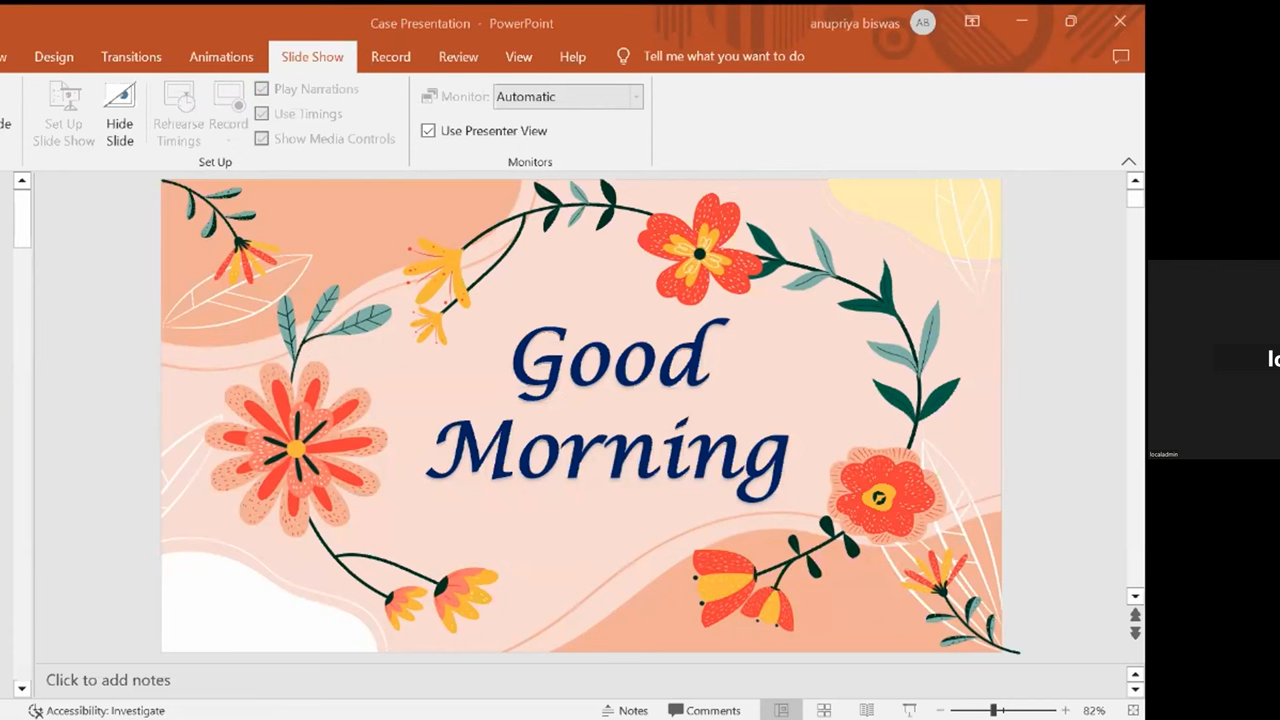 Case Presentation - PowerPoint
anupriya biswas
AB
Design
Transitions
Animations
Slide Show
Record
Review
View
Help
Tell me what you want to do
Set Up
Slide Show
Hide
Slide
Rehearse
Timings
Record
Play Narrations
Use Timings
Show Media Controls
Set Up
Monitor:
Automatic
Use Presenter View
Monitors
Good
Morning
localadmin
Click to add notes
Accessibility: Investigate
Notes
Comments
82%